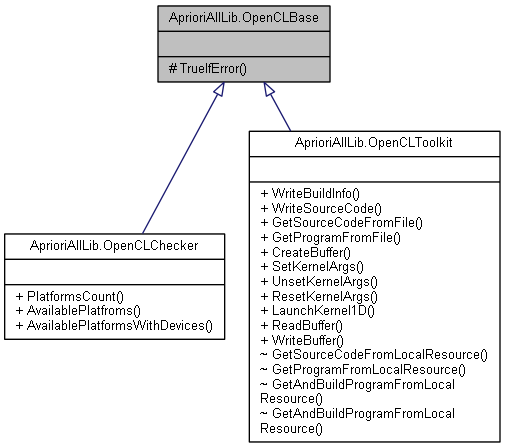 AprioriAllLib.OpenCLBase
# TrueIfError()
AprioriAllLib.OpenCLToolkit
+ WriteBuildInfo()
+ WriteSourceCode()
+ GetSourceCodeFromFile()
+ GetProgramFromFile()
+ CreateBuffer()
+ SetKernelArgs()
+ UnsetKernelArgs()
+ ResetKernelArgs()
+ LaunchKernel1D()
+ ReadBuffer()
+ WriteBuffer()
~ GetSourceCodeFromLocalResource()
~ GetProgramFromLocalResource()
~ GetAndBuildProgramFromLocal
Resource()
~ GetAndBuildProgramFromLocal
Resource()
AprioriAllLib.OpenCLChecker
+ PlatformsCount()
+ AvailablePlatfroms()
+ AvailablePlatformsWithDevices()